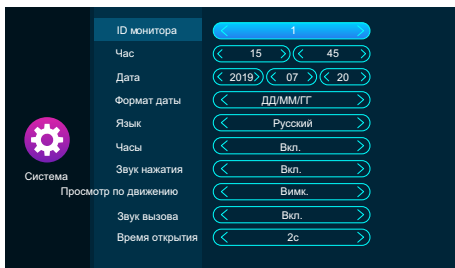 ID монитора 1
Час 15 45
Дата 2019 07 20
Формат даты ДД/ММ/ГГ
Язык Русский
Часы Вкл.
Звук нажатия Вкл.
Система
Просмотр по движению Вимк.
Звук вызова Вкл.
Время открытия 2с